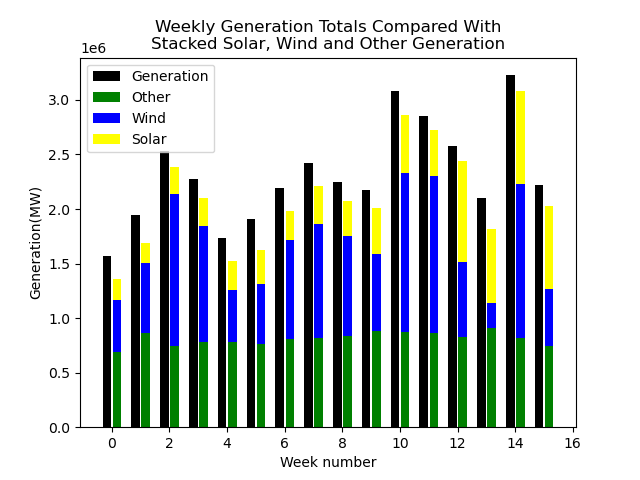 Weekly Generation Totals Compared With
Stacked Solar, Wind and Other Generation
1e6
Generation
Other
Wind
Solar
3.0
2.5
2.0
1.5
1.0
0.5
0.0
Generation(MW)
0 2 4 6 8 10 12 14 16
Week number